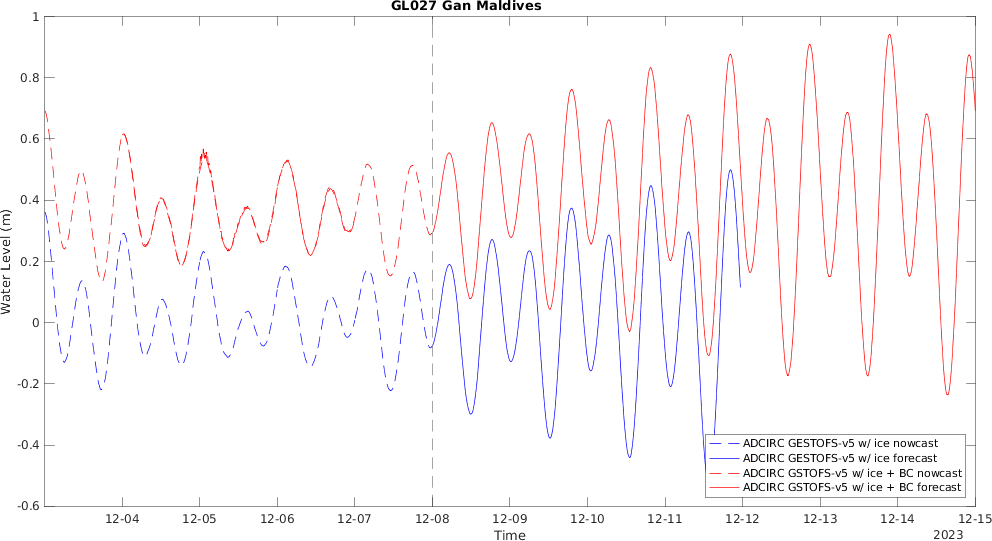 GL027 Gan Maldives
1
0.8
0.6
0.4
0.2
0
-0.2
-0.4
-0.6
Water Level (m)
ADCIRC GESTOFS-v5 w/ ice nowcast
ADCIRC GESTOFS-v5 w/ ice forecast
ADCIRC GSTOFS-v5 w/ ice + BC nowcast
ADCIRC GSTOFS-v5 w/ ice + BC forecast
12-04 12-05 12-06 12-07 12-08 12-09 12-10 12-11 12-12 12-13 12-14 12-15
Time
2023